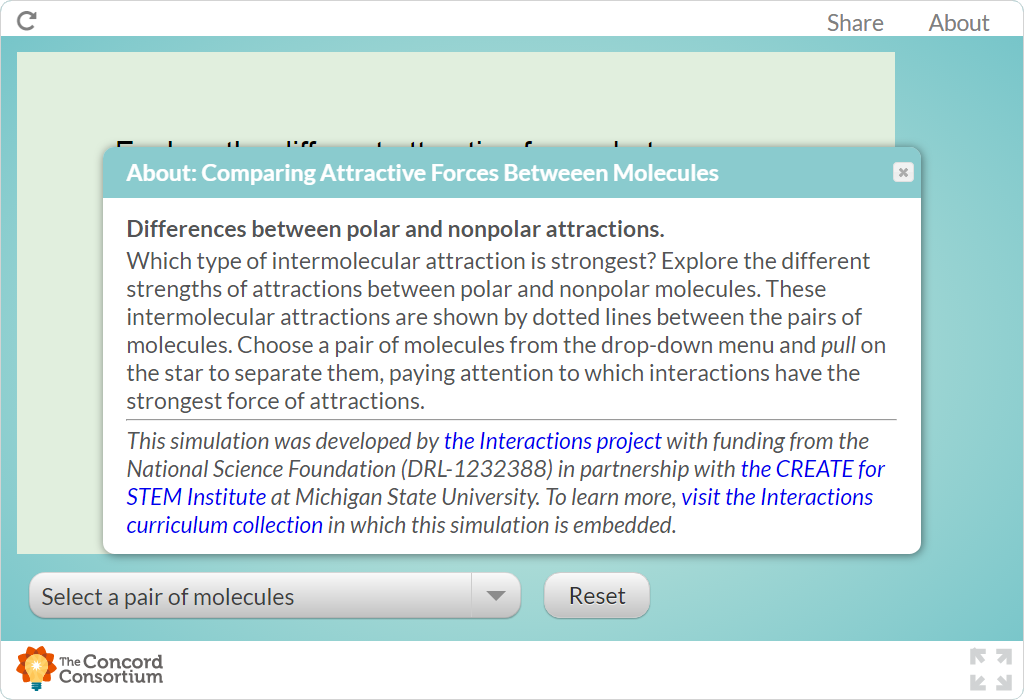 Share About
About: Comparing Attractive Forces Betweeen Molecules
Differences between polar and nonpolar attractions.
Which type of intermolecular attraction is strongest? Explore the different
strengths of attractions between polar and nonpolar molecules. These
intermolecular attractions are shown by dotted lines between the pairs of
molecules. Choose a pair of molecules from the drop-down menu and pull on
the star to separate them, paying attention to which interactions have the
strongest force of attractions.
This simulation was developed by the Interactions project with funding from the
National Science Foundation (DRL-1232388) in partnership with the CREATE for
STEM Institute at Michigan State University. To learn more, visit the Interactions
curriculum collection in which this simulation is embedded.
Select a pair of molecules
Reset
The Concord
Consortium